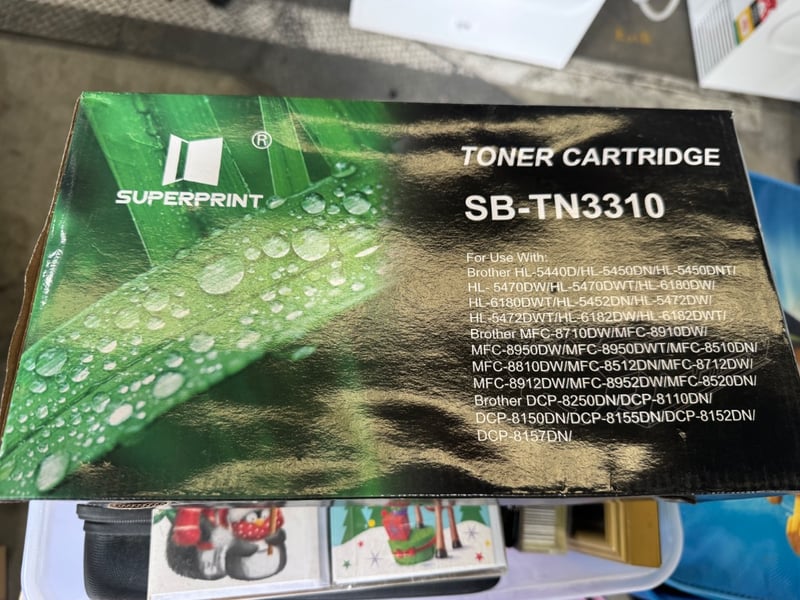 ®
SUPERPRINT
TONER CARTRIDGE
SB-TN3310
For Use With:
Brother HL-5440D/HL-5450DN/HL-5450DNT/
HL- 5470DW/HL-5470DWT/HL-6180DW/
HL-6180DWT/HL-5452DN/HL-5472DW/
HL-5472DWT/HL-6182DW/HL-6182DWT/
Brother MFC-8710DW/MFC-8910DW/
MFC-8950DW/MFC-8950DWT/MFC-8510DN/
MFC-8810DW/MFC-8512DN/MFC-8712DW/
MFC-8912DW/MFC-8952DW/MFC-8520DN/
Brother DCP-8250DN/DCP-8110DN/
DCP-8150DN/DCP-8155DN/DCP-8152DN/
DCP-8157DN/